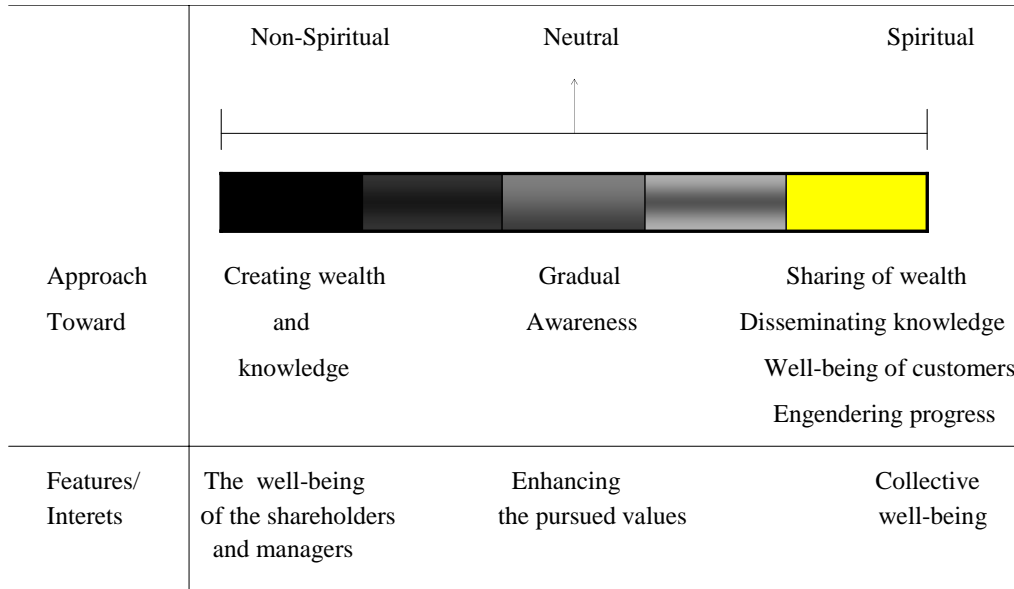 Non-Spiritual Neutral Spiritual
Approach Creating wealth Gradual Sharing of wealth
Toward and Awareness Disseminating knowledge
knowledge Well-being of customers
Engendering progress
Features/ The well-being Enhancing Collective
Interets of the shareholders the pursued values well-being
and managers